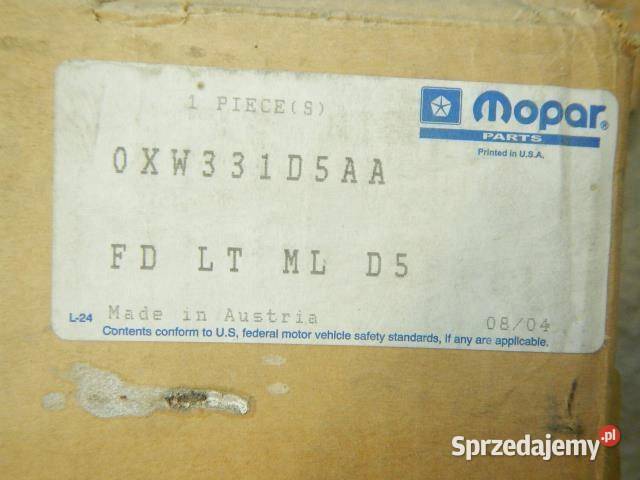 1 PIECE(S)
Mopar®
PARTS
Printed in U.S.A.
0XW331D5AA
FD LT ML D5
L-24 Made in Austria 08/04
Contents conform to U.S, federal motor vehicle safety standards, if any are applicable.
Sprzedajemy.pl